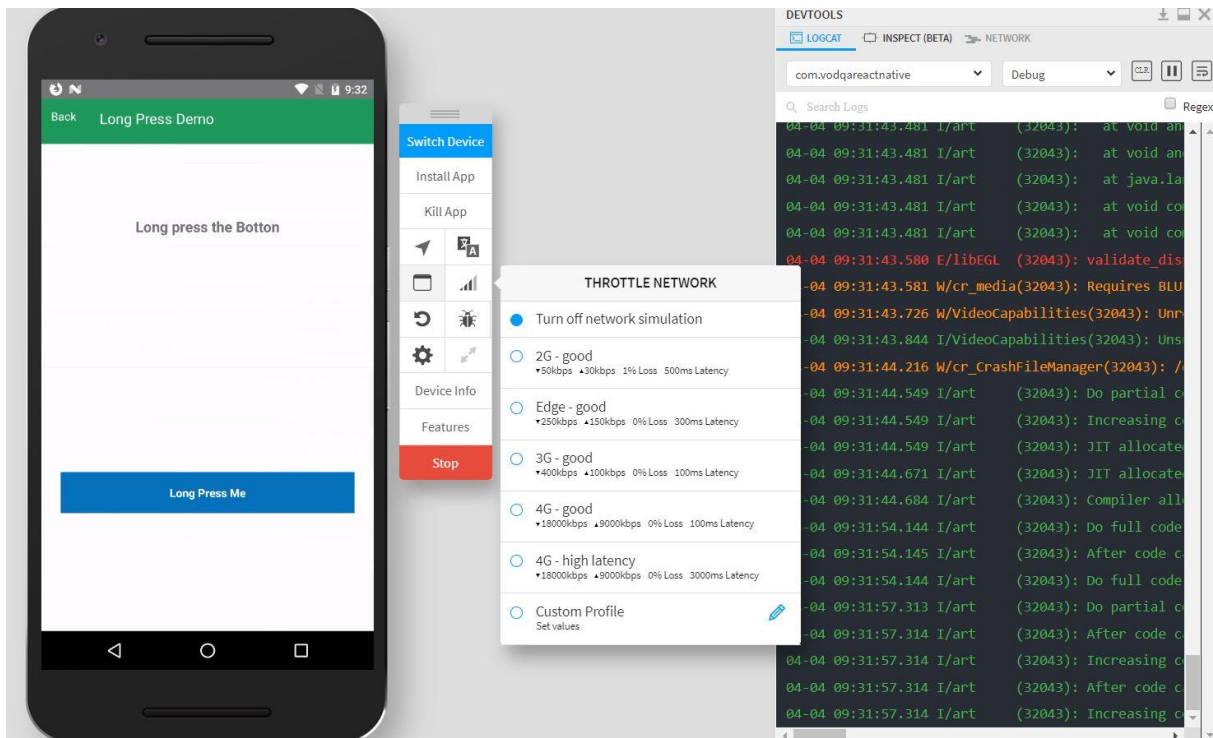 9:32
Back Long Press Demo
Long press the Botton
Long Press Me
Switch Device
Install App
Kill App
Device Info
Features
Stop
THROTTLE NETWORK
Turn off network simulation
2G - good
▾50kbps ▴30kbps 1% Loss 500ms Latency
Edge - good
▾250kbps ▴150kbps 0% Loss 300ms Latency
3G - good
▾400kbps ▴100kbps 0% Loss 100ms Latency
4G - good
▾18000kbps ▴9000kbps 0% Loss 100ms Latency
4G - high latency
▾18000kbps ▴9000kbps 0% Loss 3000ms Latency
Custom Profile
Set values
DEVTOOLS
LOGCAT INSPECT (BETA) NETWORK
com.vodqareactnative Debug CLR
Search Logs Regex
04-04 09:31:43.481 I/art (32043): at void an
04-04 09:31:43.481 I/art (32043): at void an
04-04 09:31:43.481 I/art (32043): at java.la
04-04 09:31:43.481 I/art (32043): at void co
04-04 09:31:43.481 I/art (32043): at void co
04-04 09:31:43.580 E/libEGL (32043): validate_dis
-04 09:31:43.581 W/cr_media(32043): Requires BLU
-04 09:31:43.726 W/VideoCapabilities(32043): Unr
-04 09:31:43.844 I/VideoCapabilities(32043): Uns
-04 09:31:44.216 W/cr_CrashFileManager(32043): /
-04 09:31:44.549 I/art (32043): Do partial c
-04 09:31:44.549 I/art (32043): Increasing c
-04 09:31:44.549 I/art (32043): JIT allocate
-04 09:31:44.671 I/art (32043): JIT allocate
-04 09:31:44.684 I/art (32043): Compiler all
-04 09:31:54.144 I/art (32043): Do full code
-04 09:31:54.145 I/art (32043): After code c
-04 09:31:54.144 I/art (32043): Do full code
-04 09:31:57.313 I/art (32043): Do partial c
-04 09:31:57.314 I/art (32043): After code c
04-04 09:31:57.314 I/art (32043): Increasing c
04-04 09:31:57.314 I/art (32043): After code c
04-04 09:31:57.314 I/art (32043): Increasing c